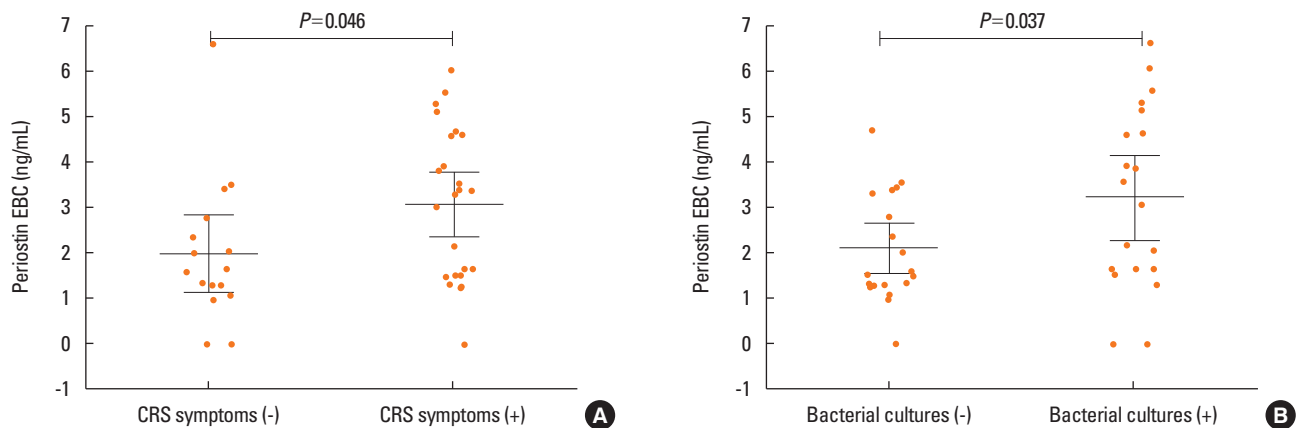 P=0.046
7
6
5
4
3
2
1
0
-1
Periostin EBC (ng/mL)
CRS symptoms (-)
CRS symptoms (+)
A
P=0.037
7
6
5
4
3
2
1
0
-1
Periostin EBC (ng/mL)
Bacterial cultures (-)
Bacterial cultures (+)
B